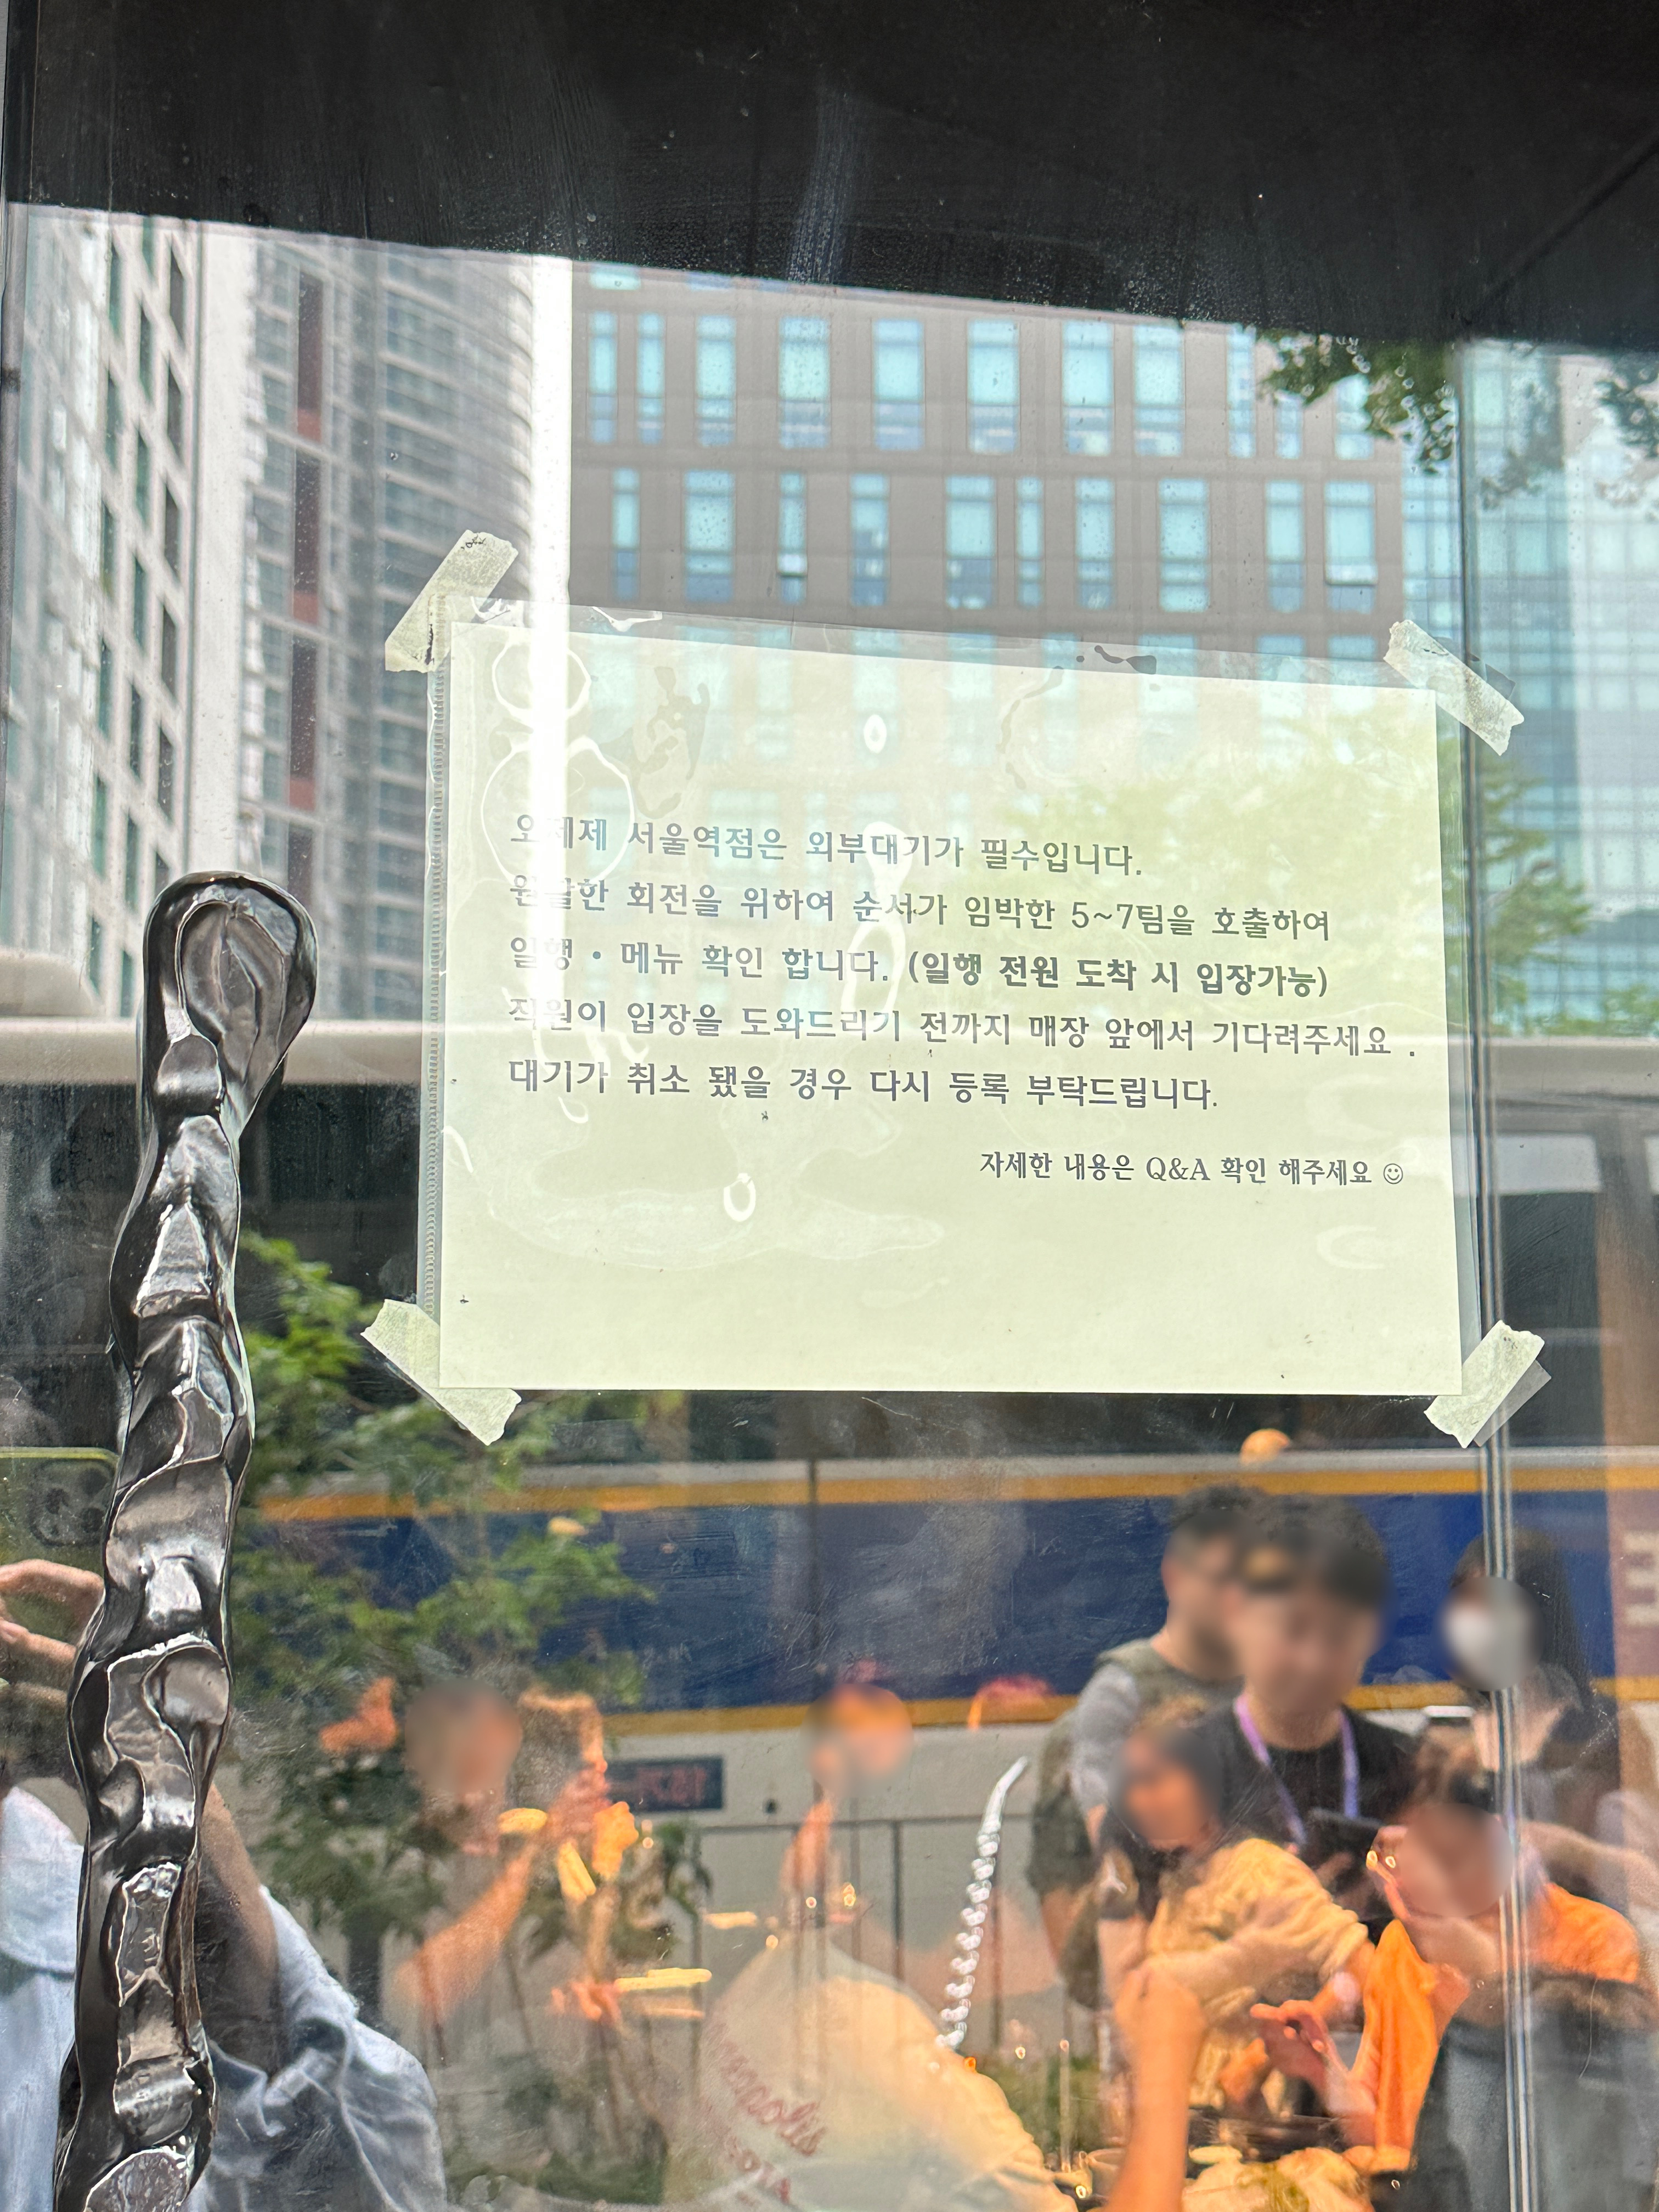 오제제 서울역점은 외부대기가 필수입니다.
원활한 회전을 위하여 순서가 임박한 5~7팀을 호출하여
일행 • 메뉴 확인 합니다. (일행 전원 도착 시 입장가능)
직원이 입장을 도와드리기 전까지 매장 앞에서 기다려주세요 .
대기가 취소 됐을 경우 다시 등록 부탁드립니다.
자세한 내용은 Q&A 확인 해주세요 ☺